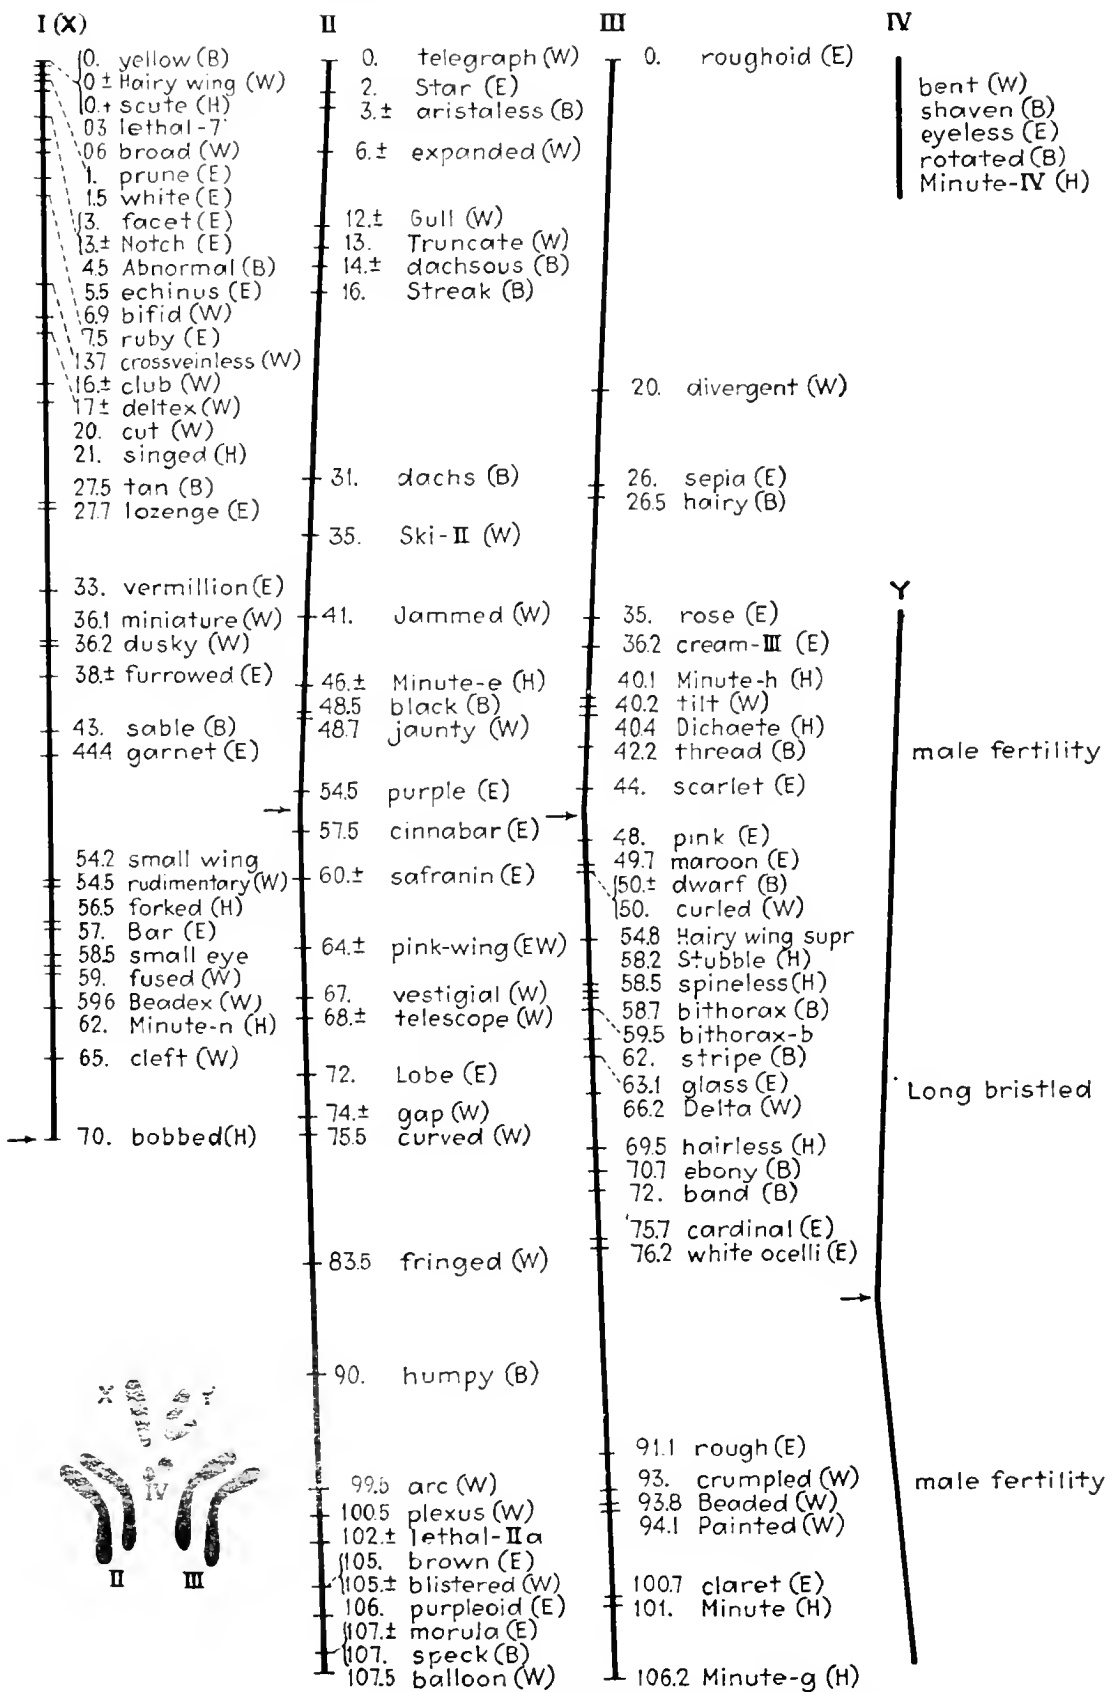 I (X)
0. yellow (B)
0 ± Hairy wing (W)
0.+ scute (H)
03 lethal-7'
06 broad (W)
1. prune (E)
1.5 white (E)
3. facet (E)
3.± Notch (E)
4.5 Abnormal (B)
5.5 echinus (E)
6.9 bifid (W)
7.5 ruby (E)
137 crossveinless (W)
16.± club (W)
17± deltex (W)
20. cut (W)
21. singed (H)
27.5 tan (B)
27.7 lozenge (E)
33. vermillion (E)
36.1 miniature (W)
36.2 dusky (W)
38.± furrowed (E)
43. sable (B)
44.4 garnet (E)
54.2 small wing
54.5 rudimentary (W)
56.5 forked (H)
57. Bar (E)
58.5 small eye
59. fused (W)
596 Beadex (W)
62. Minute-n (H)
65. cleft (W)
70. bobbed (H)
II
0. telegraph (W)
2. Star (E)
3.± aristaless (B)
6.± expanded (W)
12.± Gull (W)
13. Truncate (W)
14.± dachsous (B)
16. Streak (B)
31. dachs (B)
35. Ski-II (W)
41. Jammed (W)
46.± Minute-e (H)
48.5 black (B)
48.7 jaunty (W)
54.5 purple (E)
57.5 cinnabar (E)
60.± safranin (E)
64.± pink-wing (EW)
67. vestigial (W)
68.± telescope (W)
72. Lobe (E)
74.± gap (W)
75.5 curved (W)
83.5 fringed (W)
90. humpy (B)
99.5 arc (W)
100.5 plexus (W)
102.± lethal-IIa
105. brown (E)
105.± blistered (W)
106. purpleoid (E)
107.± morula (E)
107. speck (B)
107.5 balloon (W)
III
0. roughoid (E)
20. divergent (W)
26. sepia (E)
26.5 hairy (B)
35. rose (E)
36.2 cream-III (E)
40.1 Minute-h (H)
40.2 tilt (W)
40.4 Dichaete (H)
42.2 thread (B)
44. scarlet (E)
48. pink (E)
49.7 maroon (E)
50.± dwarf (B)
50. curled (W)
54.8 Hairy wing supr
58.2 Stubble (H)
58.5 spineless (H)
58.7 bithorax (B)
59.5 bithorax-b
62. stripe (B)
63.1 glass (E)
66.2 Delta (W)
69.5 hairless (H)
70.7 ebony (B)
72. band (B)
75.7 cardinal (E)
76.2 white ocelli (E)
91.1 rough (E)
93. crumpled (W)
93.8 Beaded (W)
94.1 Painted (W)
100.7 claret (E)
101. Minute (H)
106.2 Minute-g (H)
IV
bent (W)
shaven (B)
eyeless (E)
rotated (B)
Minute-IV (H)
Y
male fertility
Long bristled
male fertility
X Y
IV
II III